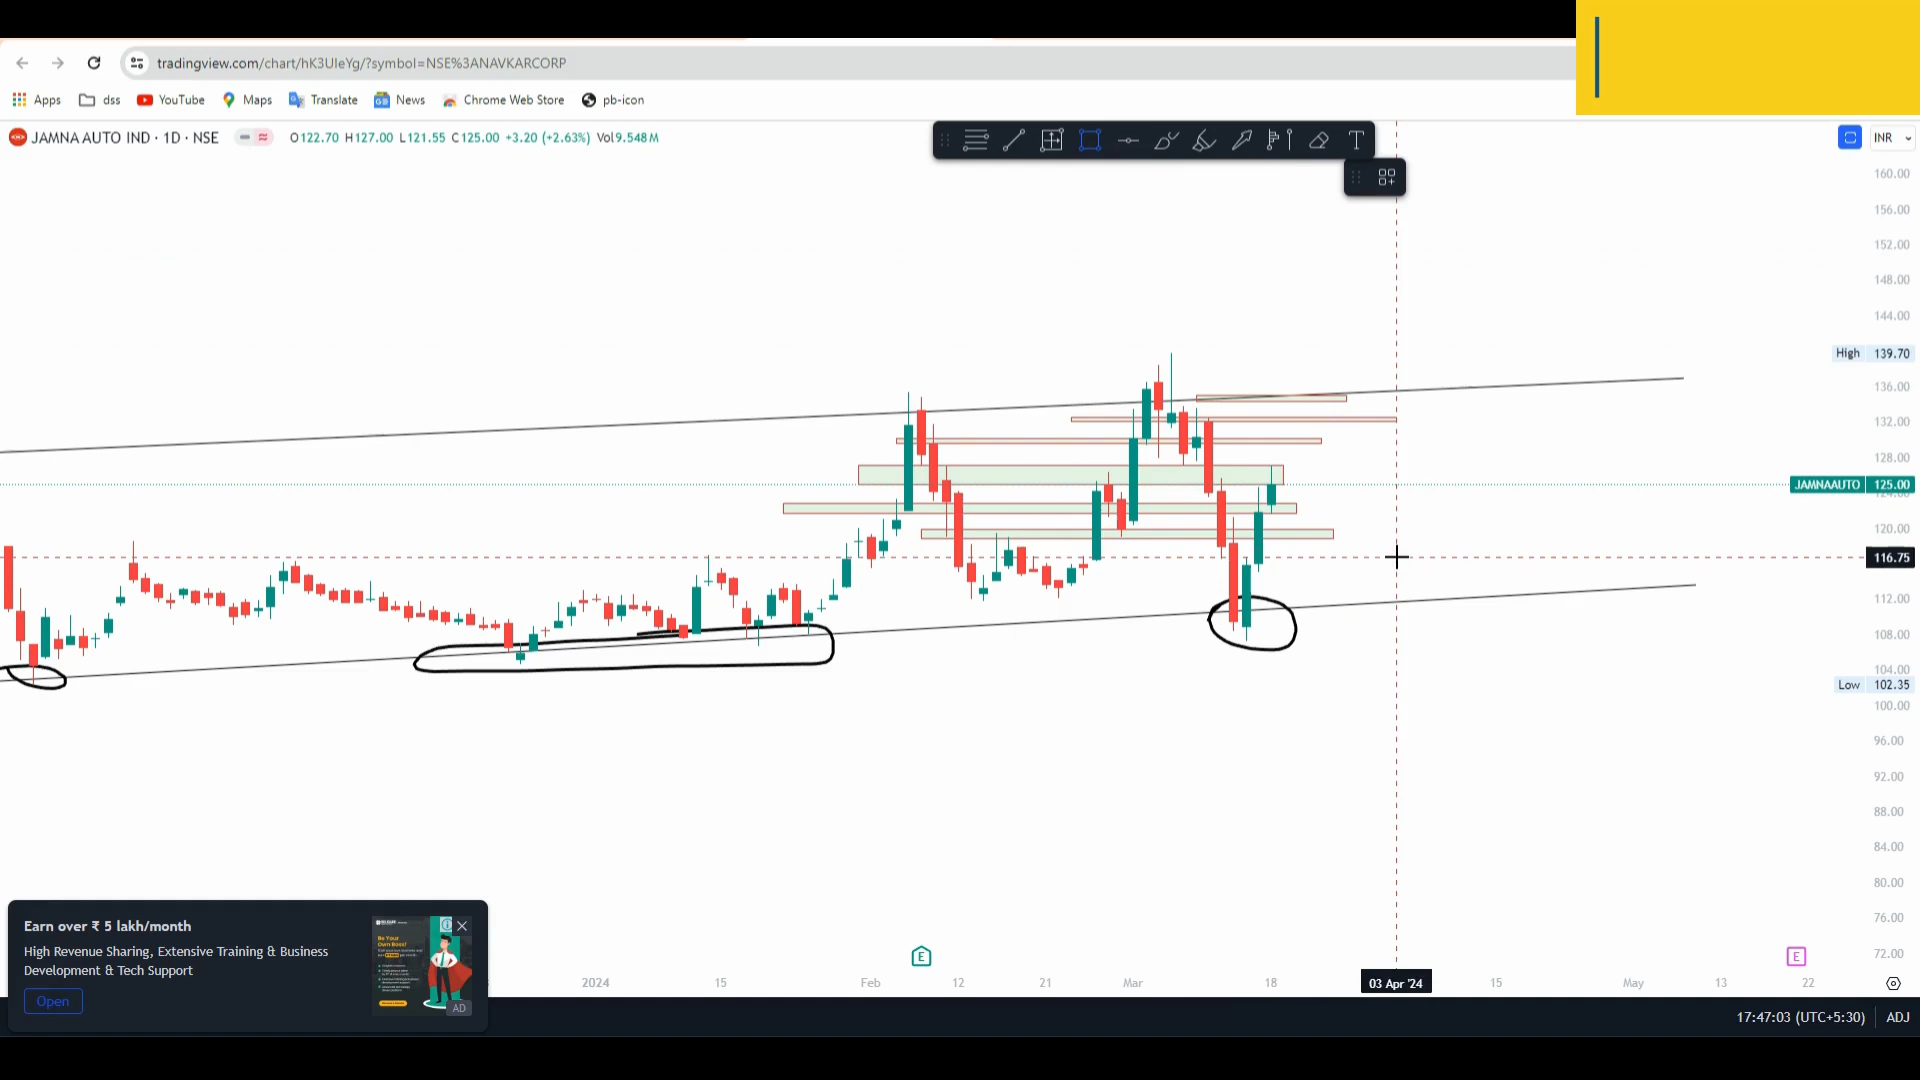 tradingview.com/chart/hK3UleYg/?symbol=NSE%3ANAVKARCORP
Apps dss YouTube Maps Translate News Chrome Web Store pb-icon
JAMNA AUTO IND · 1D · NSE O122.70 H127.00 L121.55 C125.00 +3.20 (+2.63%) Vol9.548M
INR
160.00
156.00
152.00
148.00
144.00
High 139.70
136.00
132.00
128.00
JAMNAAUTO 125.00
120.00
116.75
112.00
108.00
104.00
Low 102.35
100.00
96.00
92.00
88.00
84.00
80.00
76.00
72.00
Earn over ₹ 5 lakh/month
High Revenue Sharing, Extensive Training & Business
Development & Tech Support
Open
Be Your
Own Boss!
AD
E
E
2024 15 Feb 12 21 Mar 18 03 Apr '24 15 May 13 22
17:47:03 (UTC+5:30) ADJ